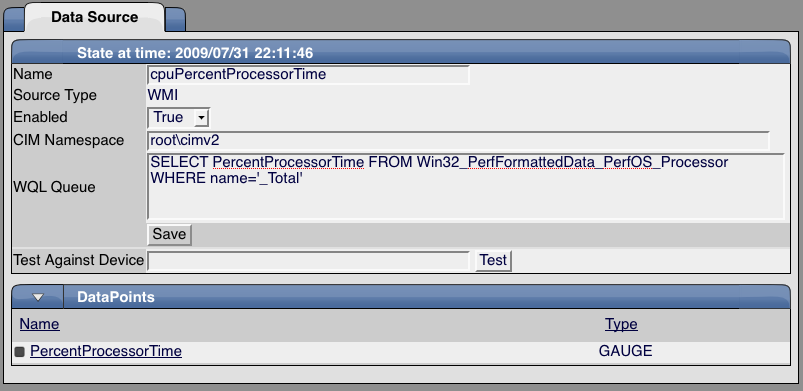 Data Source
State at time: 2009/07/31 22:11:46
Name cpuPercentProcessorTime
Source Type WMI
Enabled True
CIM Namespace root\cimv2
WQL Queue SELECT PercentProcessorTime FROM Win32_PerfFormattedData_PerfOS_Processor
WHERE name='_Total'
Save
Test Against Device Test
DataPoints
Name Type
PercentProcessorTime GAUGE